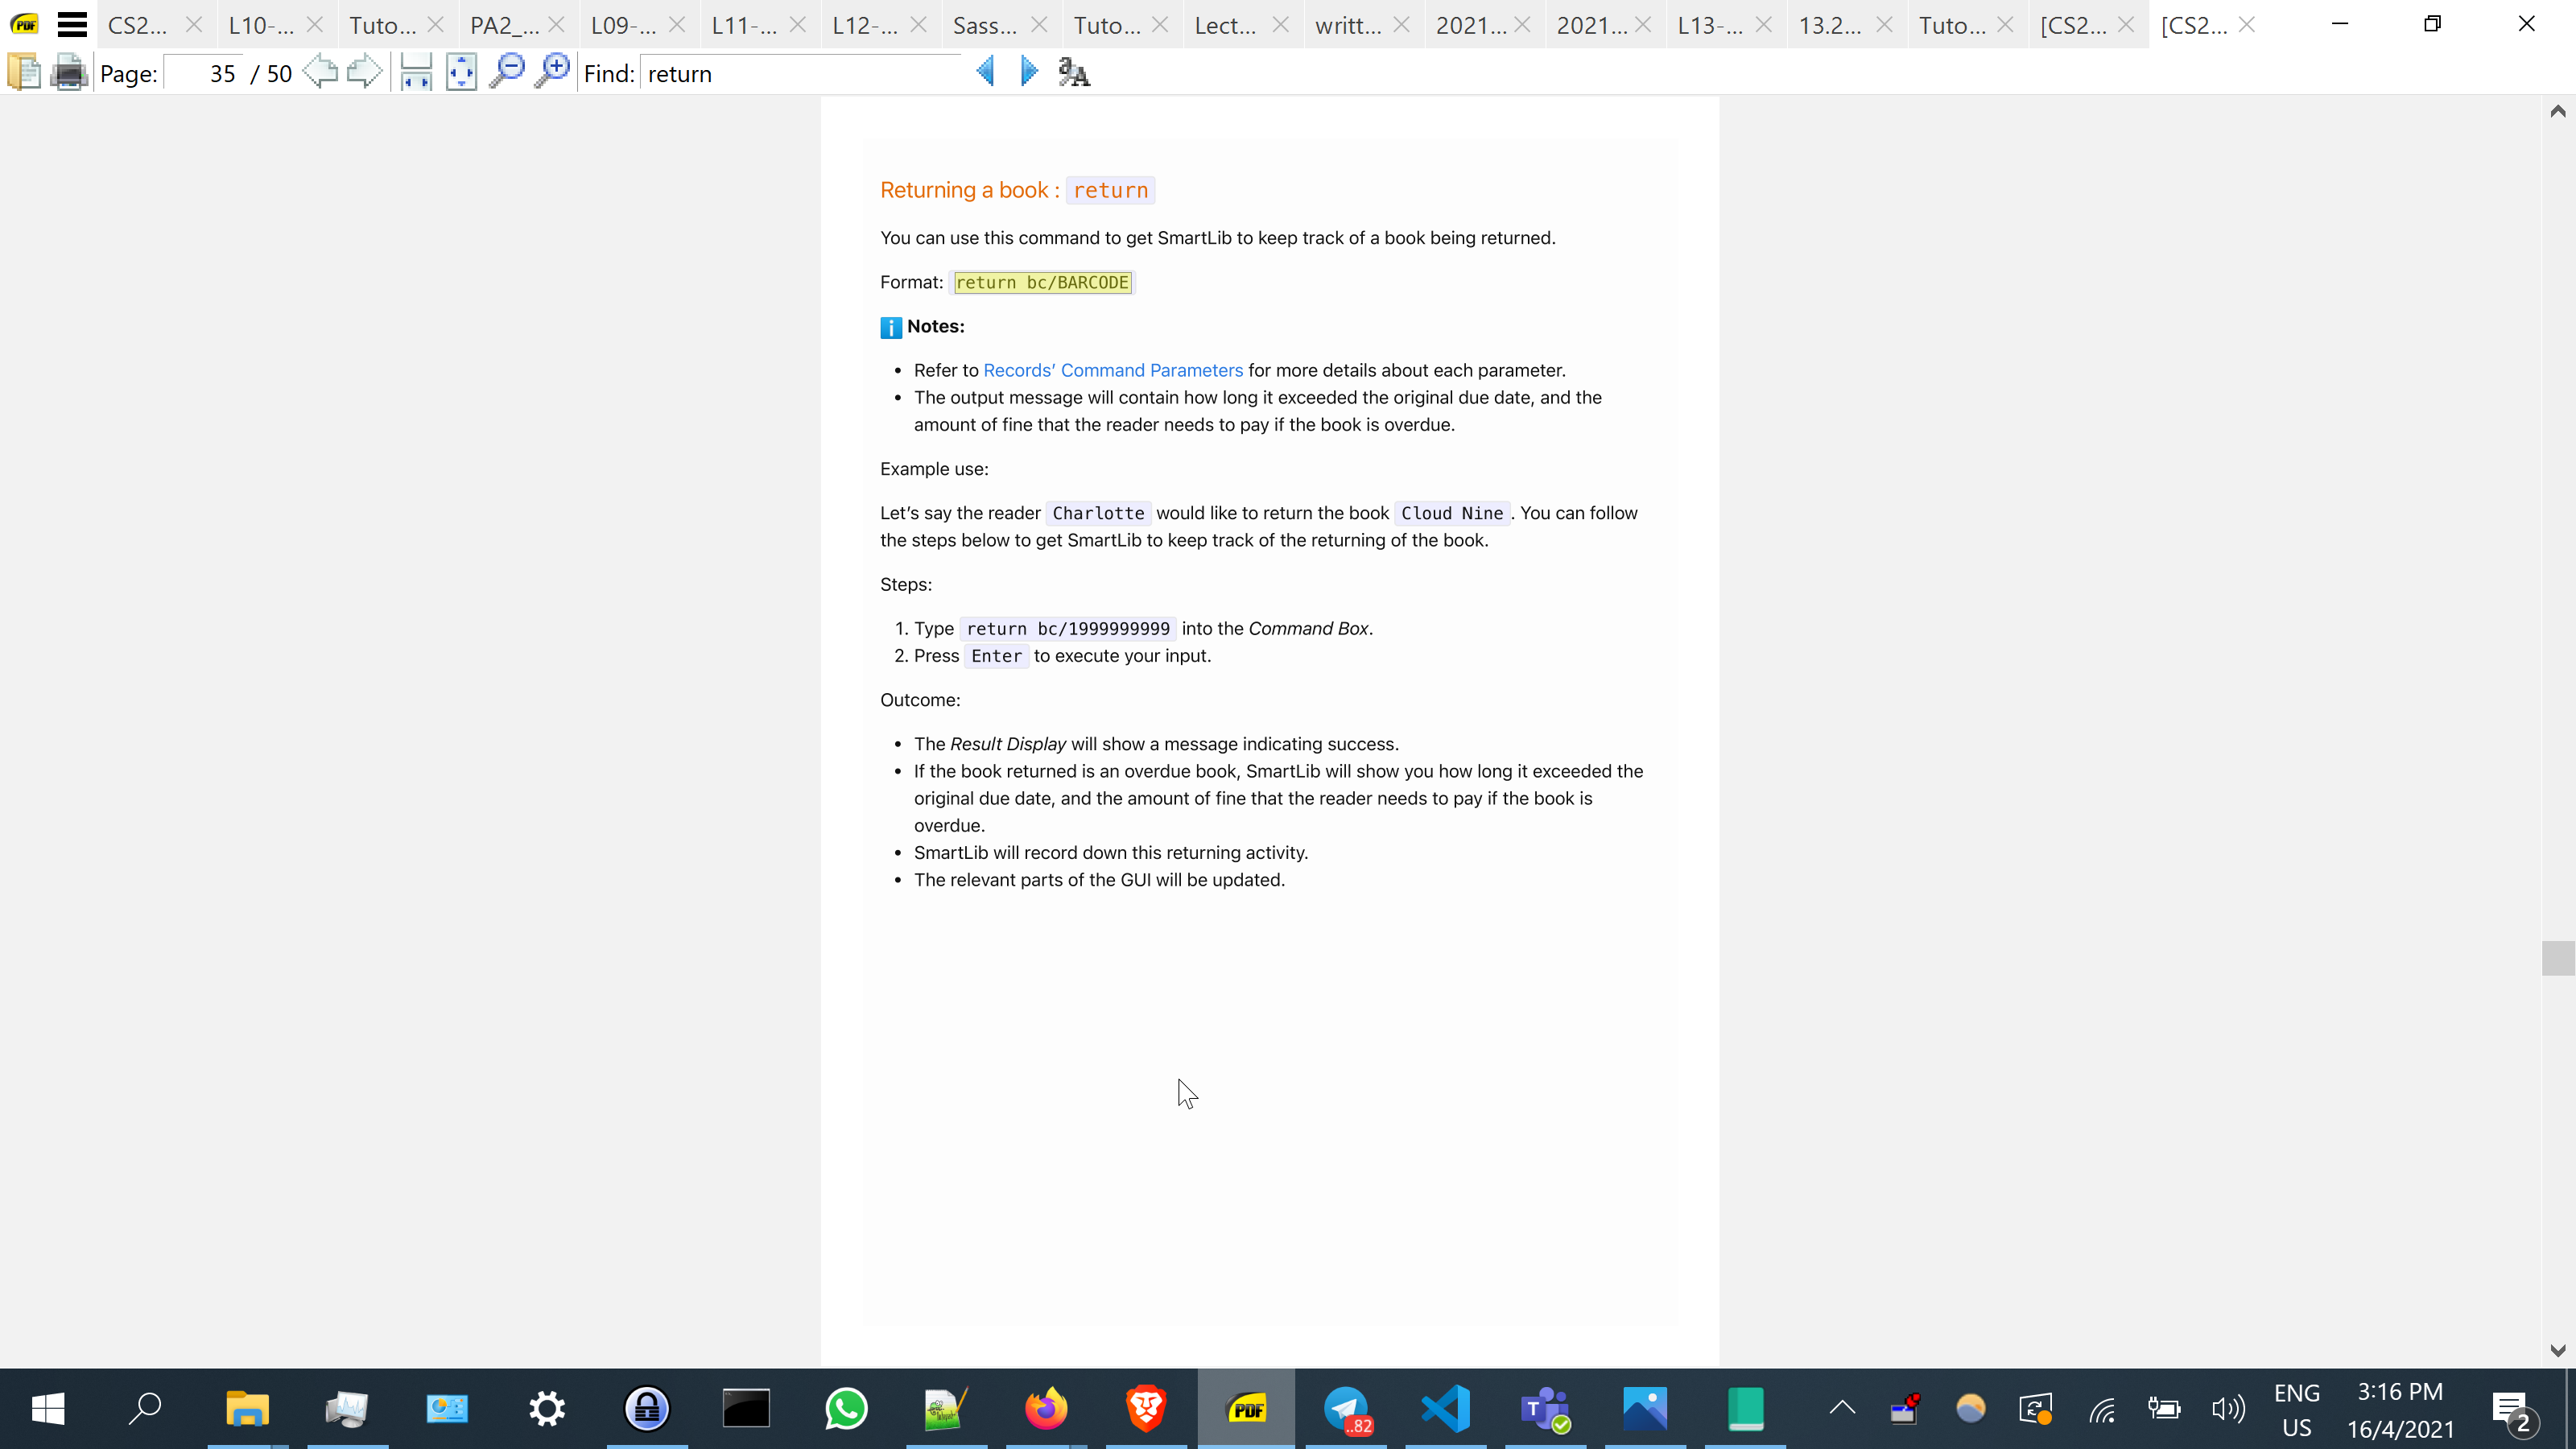 CS2... L10-... Tuto... PA2_... L09-... L11-... L12-... Sass... Tuto... Lect... writt... 2021... 2021... L13-... 13.2... Tuto... [CS2... [CS2...
Page: 35 / 50 Find: return
Returning a book : return
You can use this command to get SmartLib to keep track of a book being returned.
Format: return bc/BARCODE
i Notes:
• Refer to Records’ Command Parameters for more details about each parameter.
• The output message will contain how long it exceeded the original due date, and the
amount of fine that the reader needs to pay if the book is overdue.
Example use:
Let’s say the reader Charlotte would like to return the book Cloud Nine. You can follow
the steps below to get SmartLib to keep track of the returning of the book.
Steps:
1. Type return bc/1999999999 into the Command Box.
2. Press Enter to execute your input.
Outcome:
• The Result Display will show a message indicating success.
• If the book returned is an overdue book, SmartLib will show you how long it exceeded the
original due date, and the amount of fine that the reader needs to pay if the book is
overdue.
• SmartLib will record down this returning activity.
• The relevant parts of the GUI will be updated.
PDF
..82
T
ENG
US
3:16 PM
16/4/2021
2